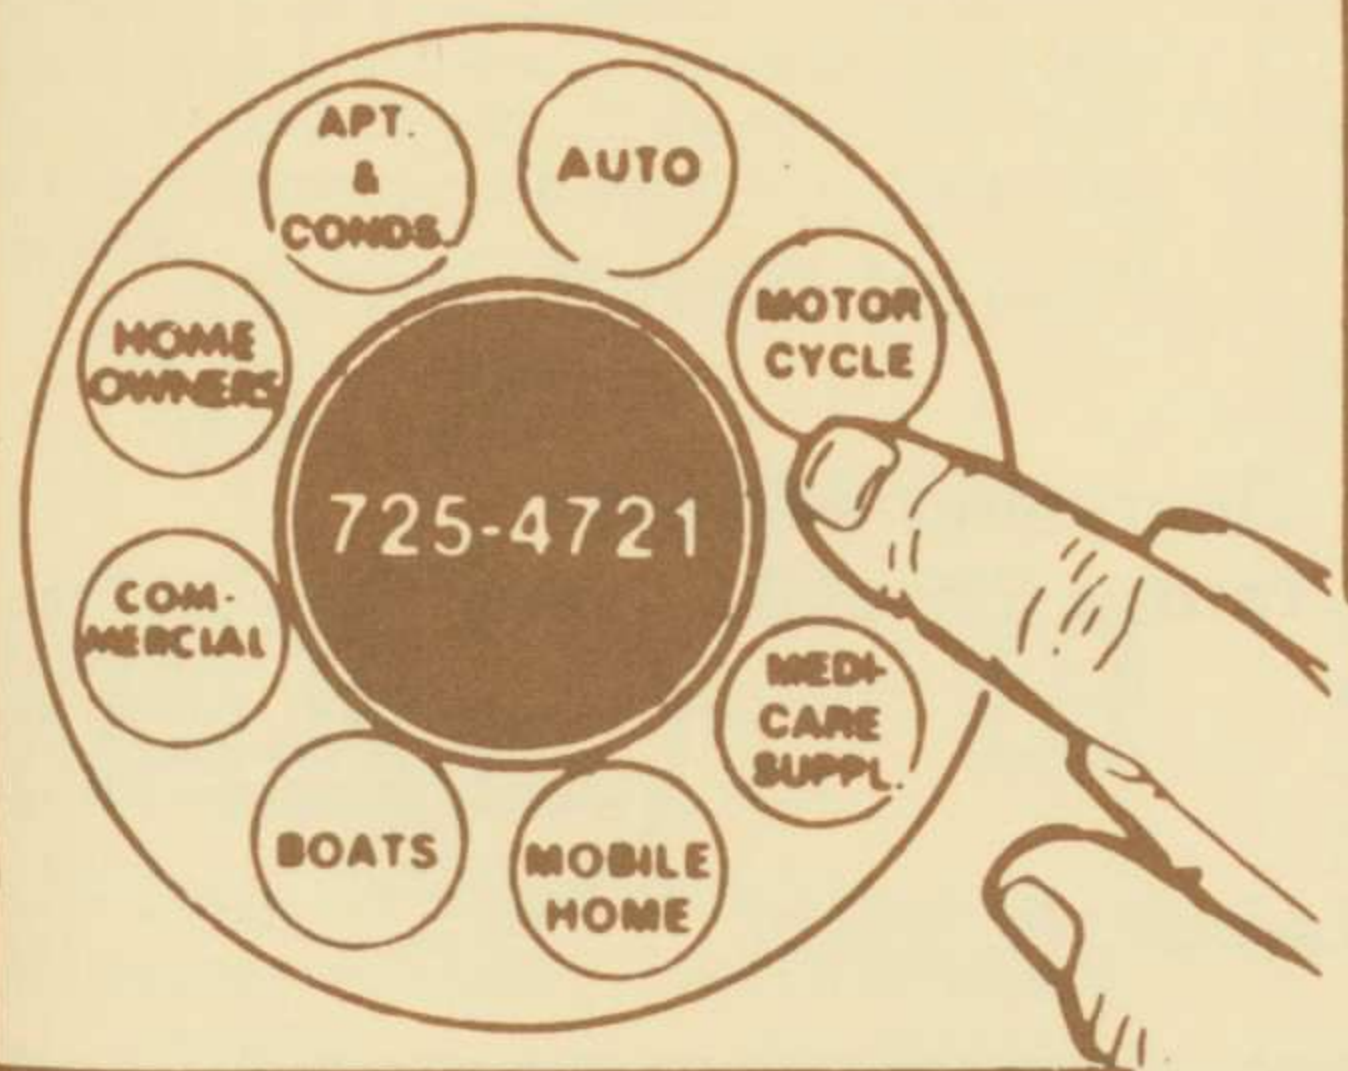 APT.
&
CONDS.
AUTO
MOTOR
CYCLE
HOME
OWNERS
725-4721
COM-
MERCIAL
MEDI-
CARE
SUPPL.
BOATS
MOBILE
HOME